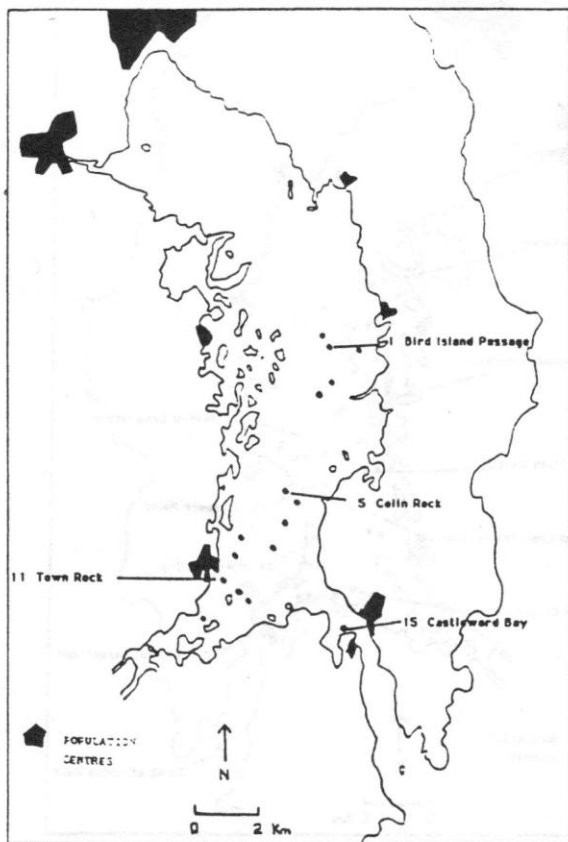 1 Bird Island Passage
5 Colin Rock
11 Town Rock
15 Castleward Bay
POPULATION
CENTRES
N
0 2 Km